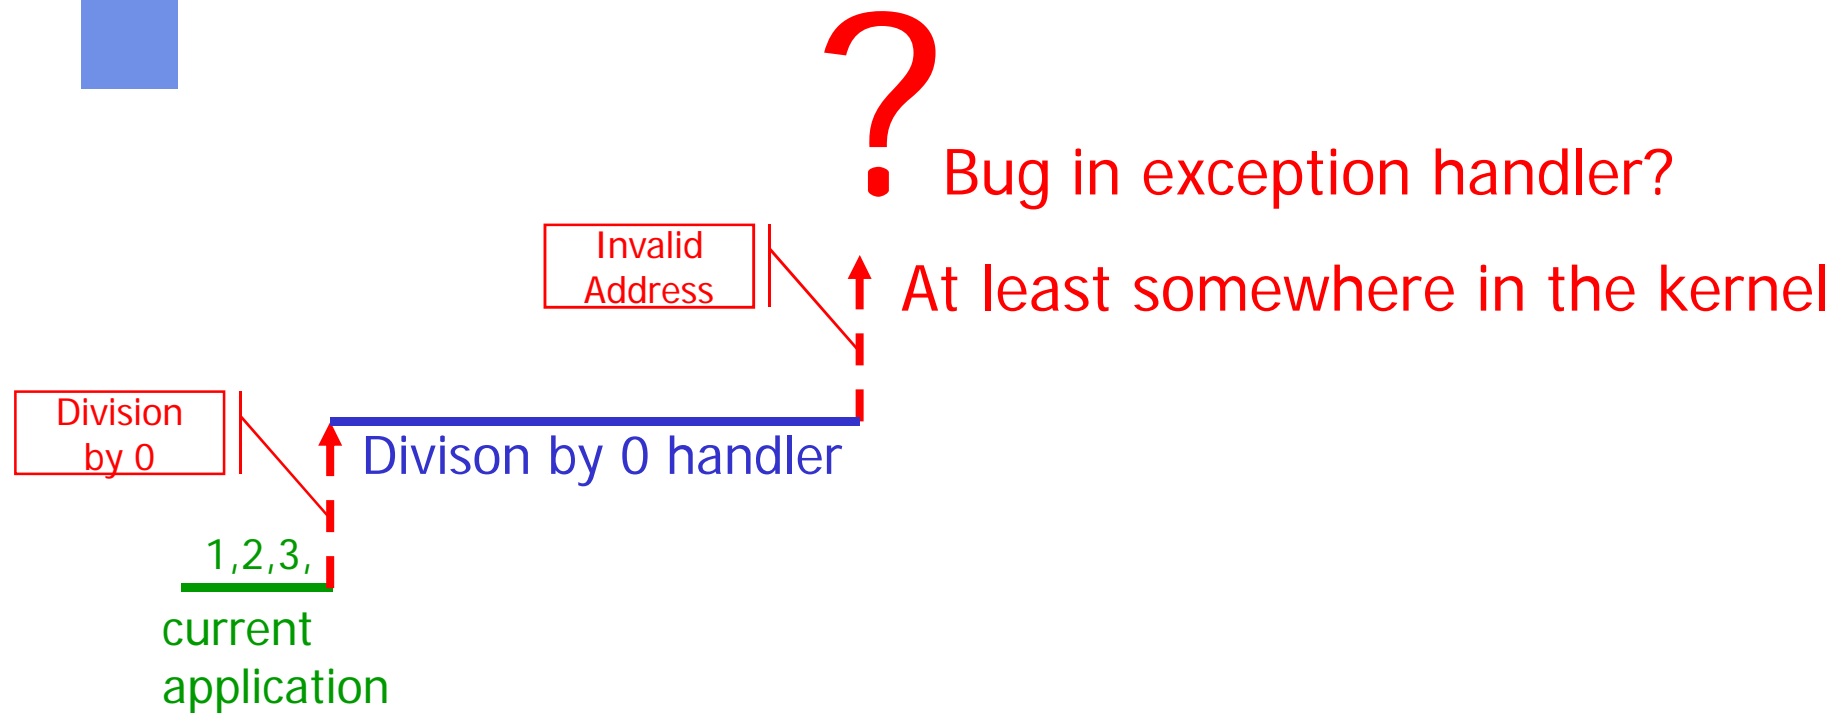 ?
Bug in exception handler?
Invalid
Address
At least somewhere in the kernel
Division
by 0
Divison by 0 handler
1,2,3,
current
application